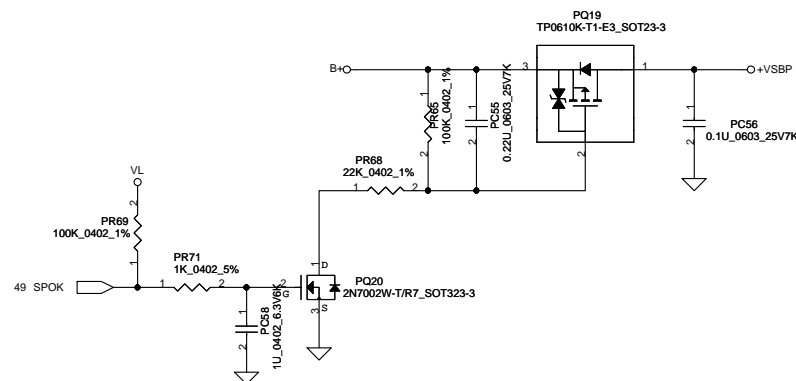 PQ19
TP0610K-T1-E3_SOT23-3
B+
3
1
+VSBP
1
2
PR65
100K_0402_1%
1
2
PC55
0.22U_0603_25V7K
2
1
2
PC56
0.1U_0603_25V7K
PR68
22K_0402_1%
1
2
VL
2
PR69
100K_0402_1%
1
PR71
1K_0402_5%
49 SPOK
1
2
1
D
2
G
PQ20
2N7002W-T/R7_SOT323-3
3
S
1
2
PC58
1U_0402_6.3V6K